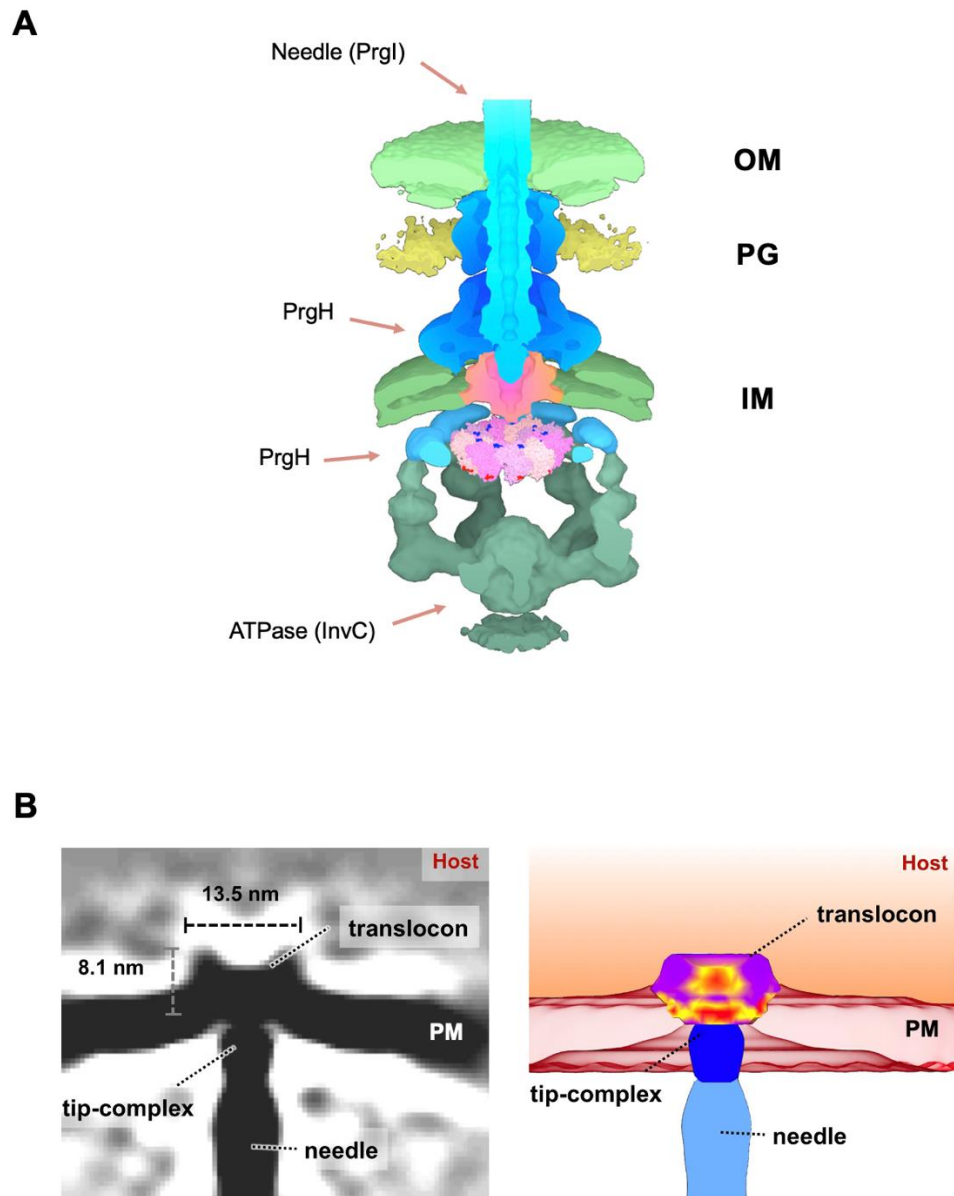 A
Needle (PrgI)
OM
PG
PrgH
IM
PrgH
ATPase (InvC)
B
Host
13.5 nm
translocon
8.1 nm
PM
tip-complex
needle
Host
translocon
PM
tip-complex
needle